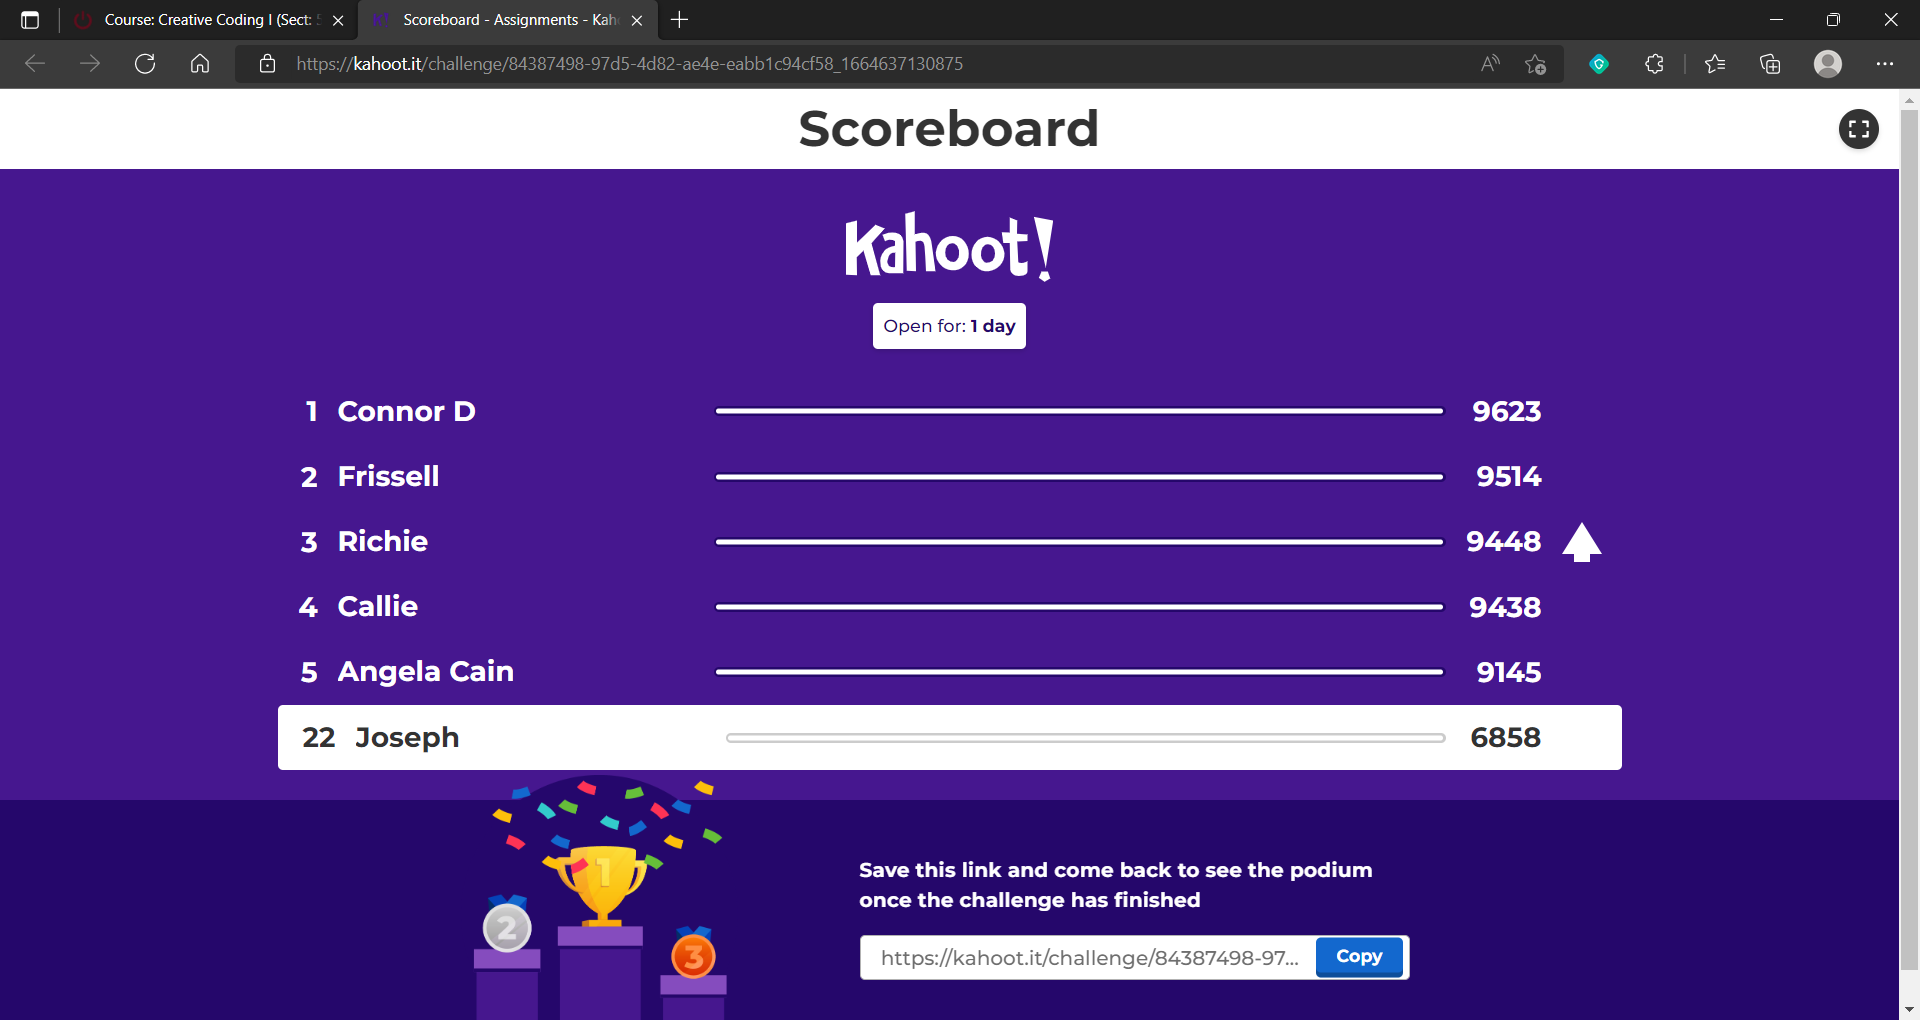 Course: Creative Coding I (Sect:
Scoreboard - Assignments - Kah
https://kahoot.it/challenge/84387498-97d5-4d82-ae4e-eabb1c94cf58_1664637130875
Scoreboard
Kahoot!
Open for: 1 day
1 Connor D 9623
2 Frissell 9514
3 Richie 9448
4 Callie 9438
5 Angela Cain 9145
22 Joseph 6858
1
2
3
Save this link and come back to see the podium
once the challenge has finished
https://kahoot.it/challenge/84387498-97... Copy